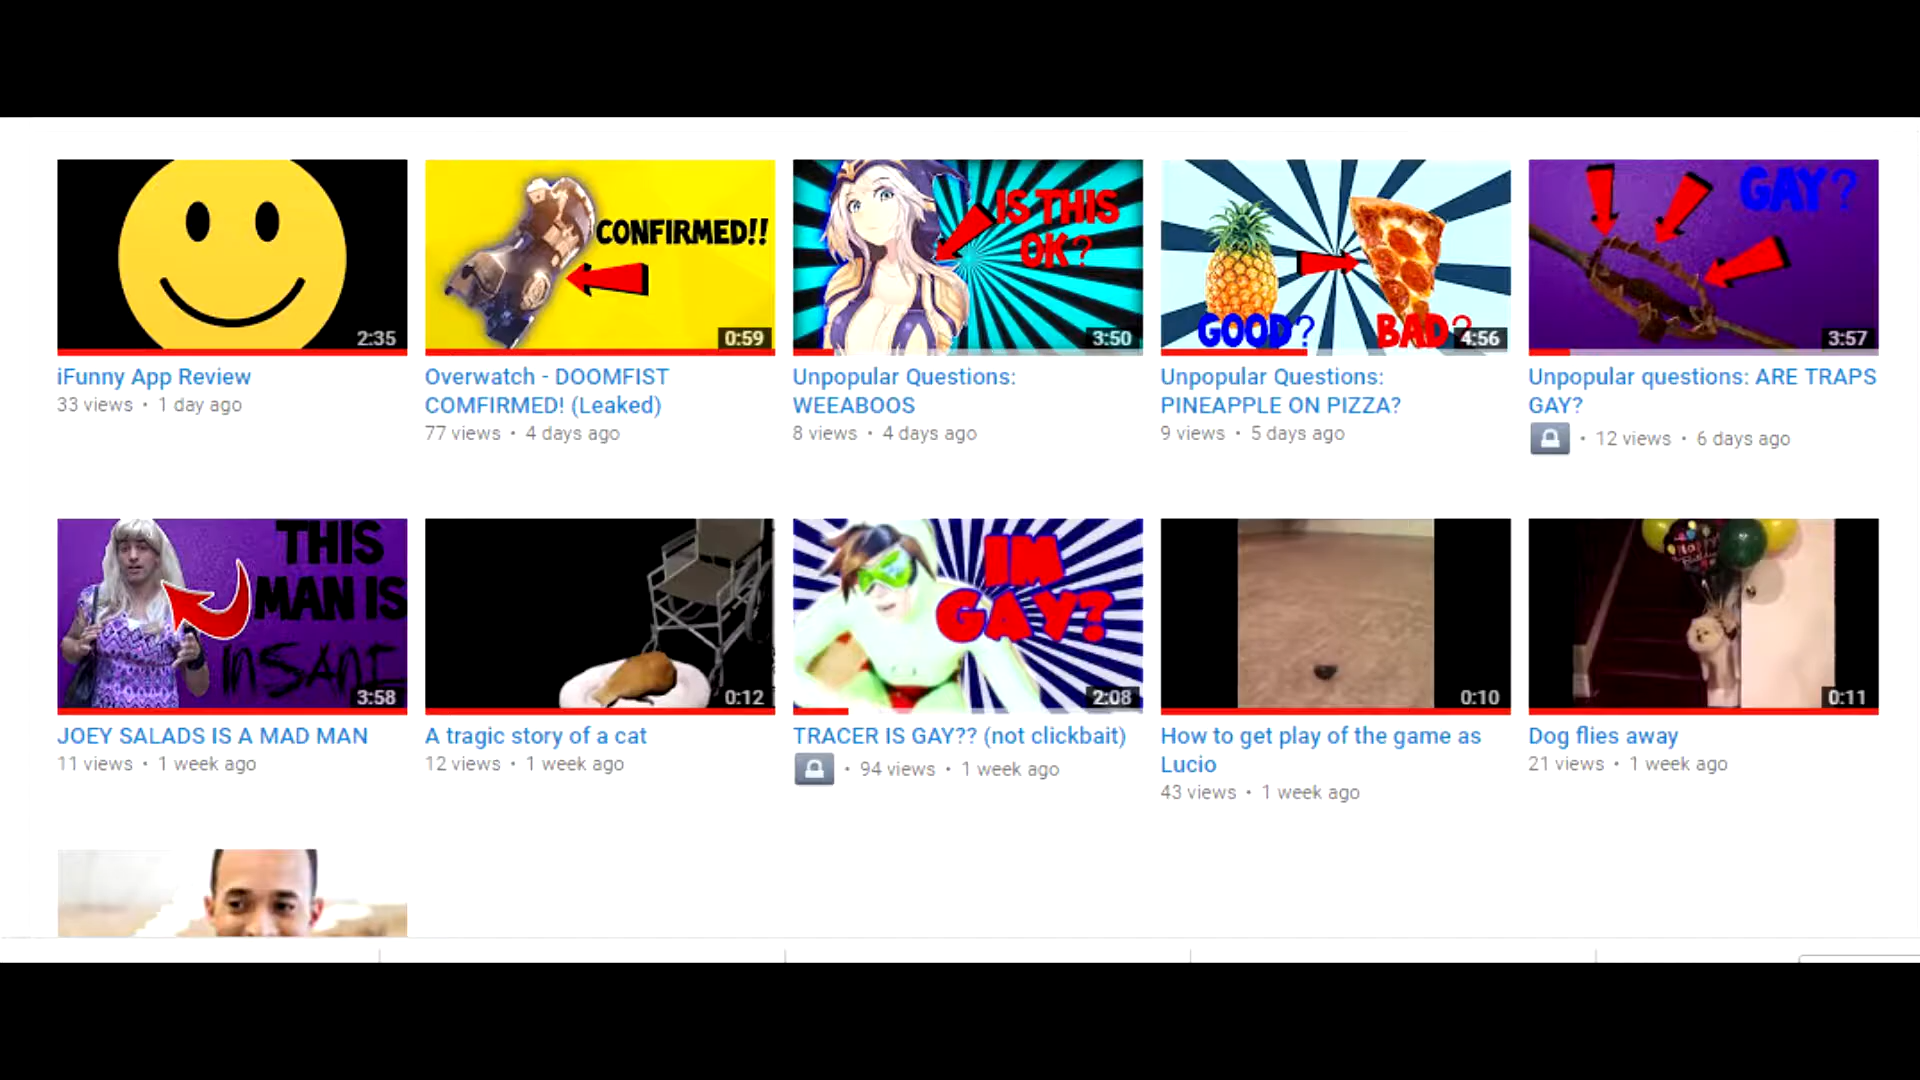 CONFIRMED!!
IS THIS
OK?
GOOD?
BAD?
GAY?
2:35
0:59
3:50
4:56
3:57
iFunny App Review
33 views • 1 day ago
Overwatch - DOOMFIST
COMFIRMED! (Leaked)
77 views • 4 days ago
Unpopular Questions:
WEEABOOS
8 views • 4 days ago
Unpopular Questions:
PINEAPPLE ON PIZZA?
9 views • 5 days ago
Unpopular questions: ARE TRAPS
GAY?
• 12 views • 6 days ago
THIS
MAN IS
INSANE
IM
GAY?
3:58
0:12
2:08
0:10
0:11
JOEY SALADS IS A MAD MAN
11 views • 1 week ago
A tragic story of a cat
12 views • 1 week ago
TRACER IS GAY?? (not clickbait)
• 94 views • 1 week ago
How to get play of the game as
Lucio
43 views • 1 week ago
Dog flies away
21 views • 1 week ago